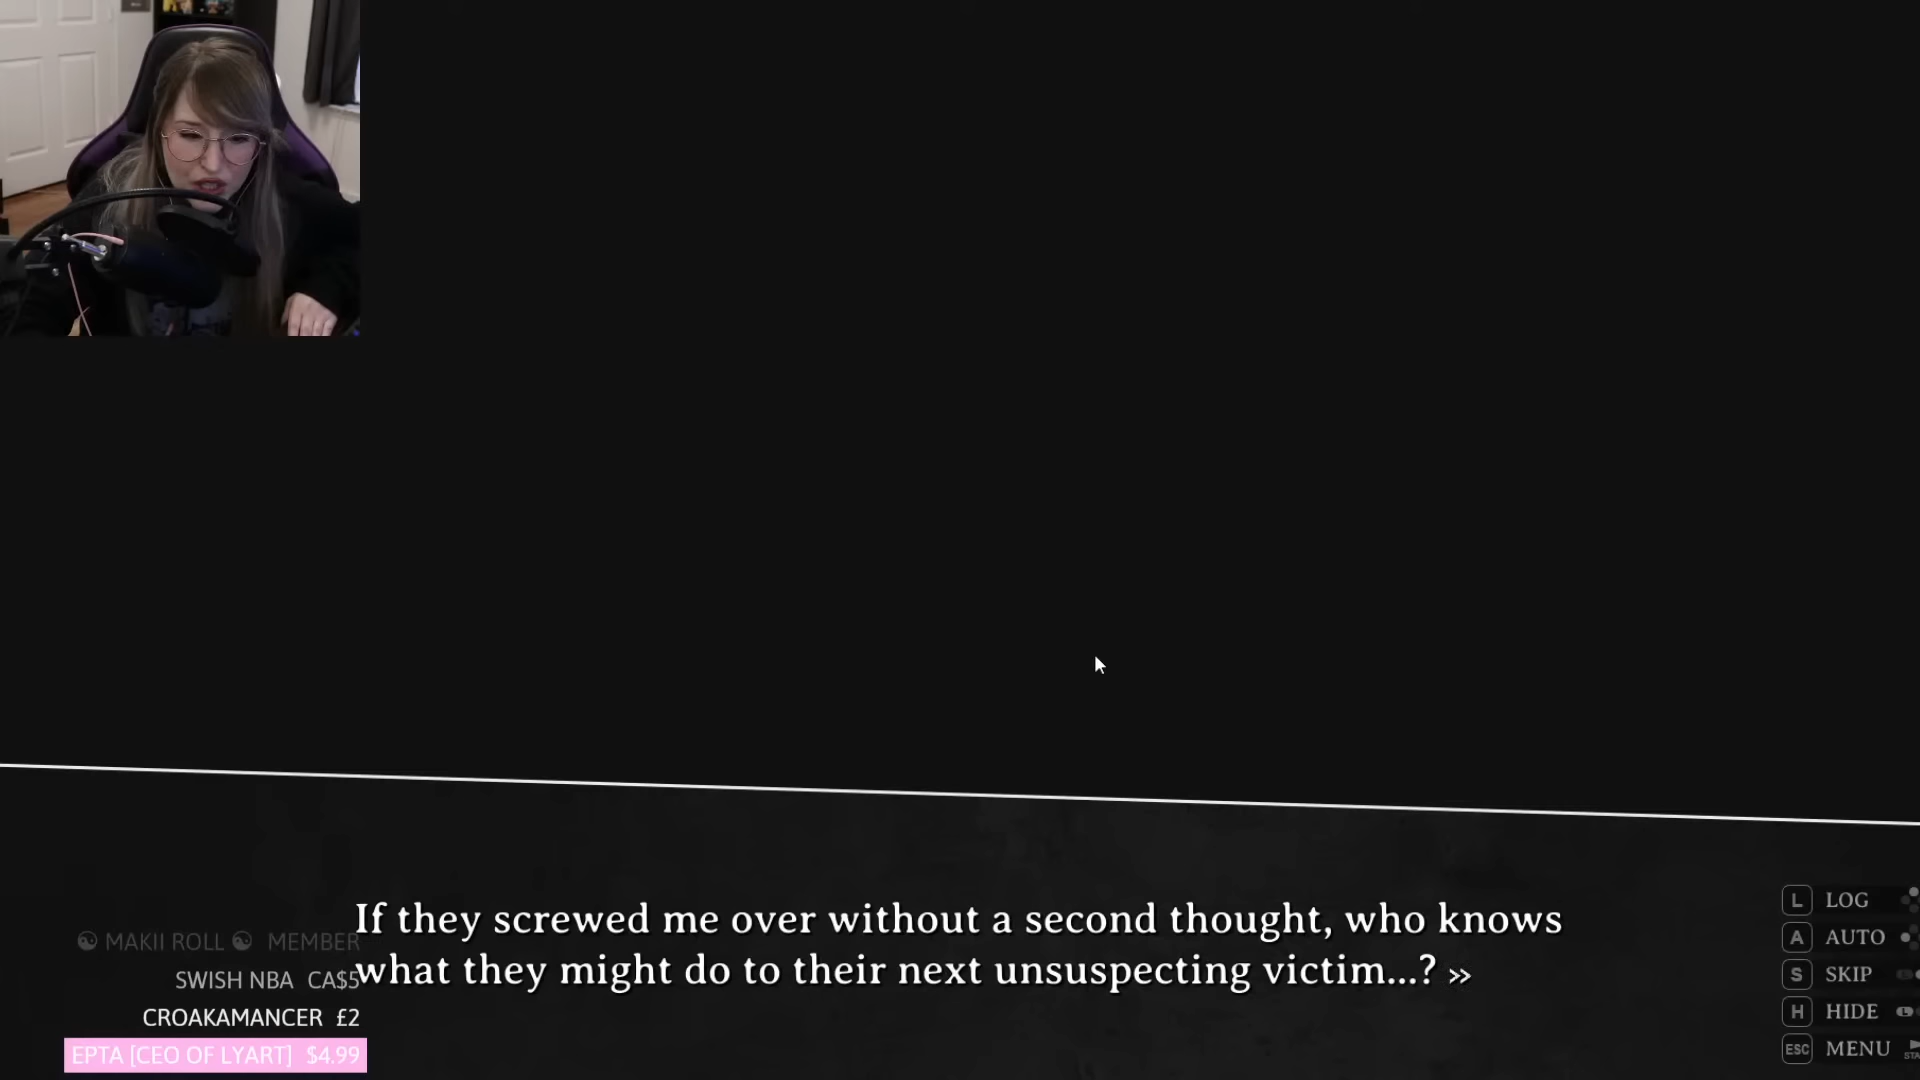 If they screwed me over without a second thought, who knows
what they might do to their next unsuspecting victim...? »
MAKII ROLL MEMBER
SWISH NBA CA$5
CROAKAMANCER £2
EPTA [CEO OF LYART] $4.99
L LOG
A AUTO
S SKIP
H HIDE
ESC MENU
STA